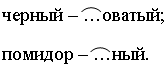 черный – …оватый;
помидор – …ный.